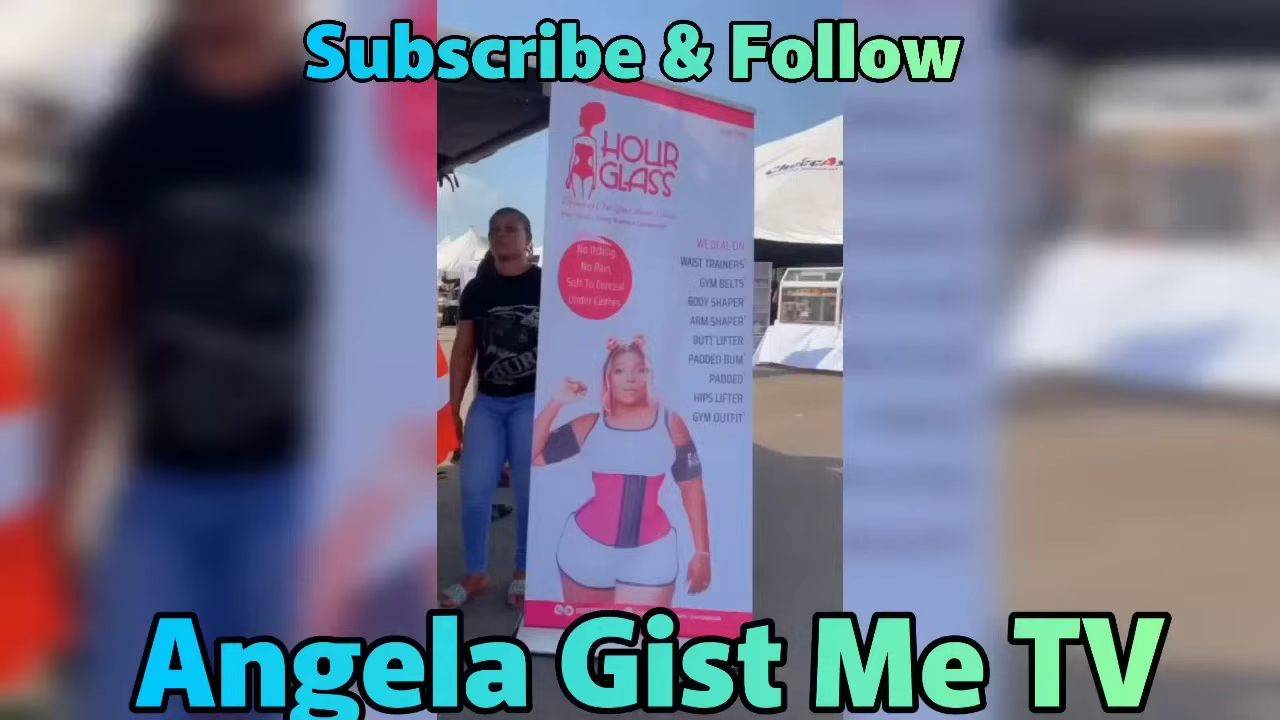 Subscribe & Follow
HOUR
GLASS
No Itching
No Pain
Soft To Conceal
Under Clothes
WE DEAL ON
WAIST TRAINERS
GYM BELTS
BODY SHAPER
ARM SHAPER
BUTT LIFTER
PADDED BUM
PADDED
HIPS LIFTER
GYM OUTFIT
Angela Gist Me TV